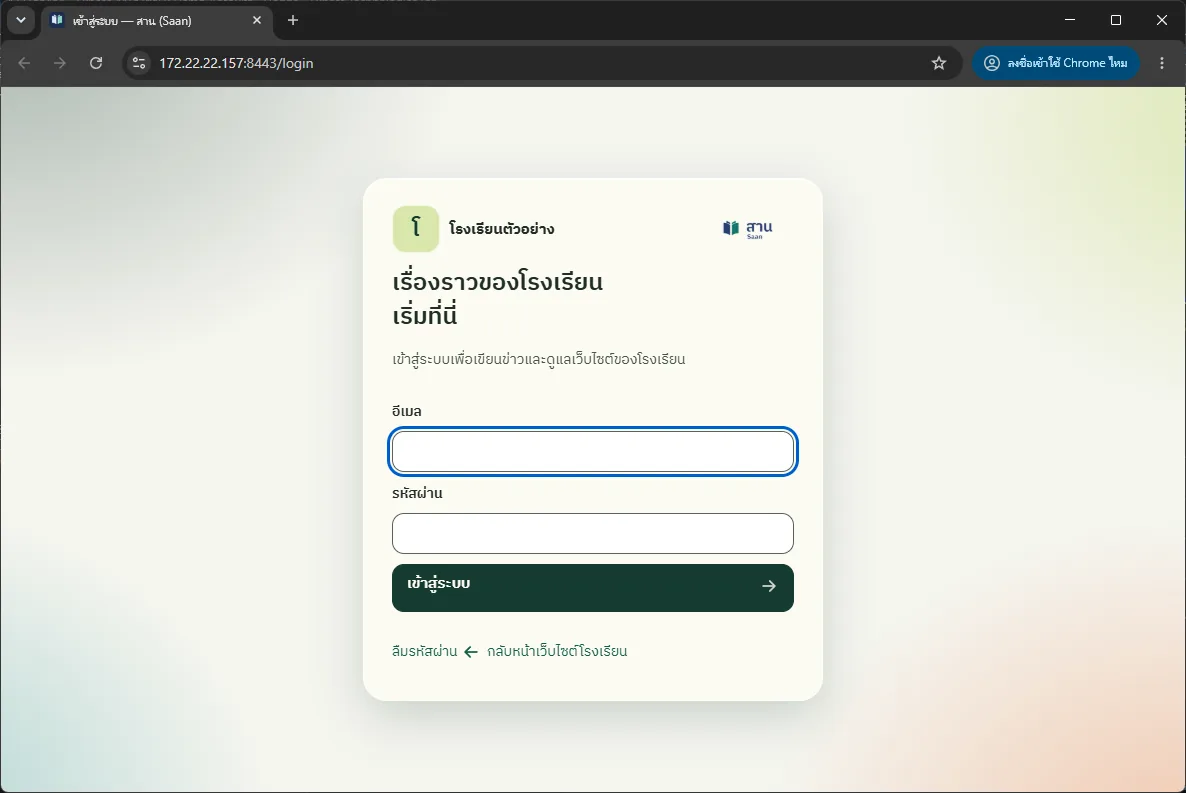 เข้าสู่ระบบ — สาน (Saan)
172.22.22.157:8443/login
ลงชื่อเข้าใช้ Chrome ไหม
โ
โรงเรียนตัวอย่าง
สาน
Saan
เรื่องราวของโรงเรียน
เริ่มที่นี่
เข้าสู่ระบบเพื่อเขียนข่าวและดูแลเว็บไซต์ของโรงเรียน
อีเมล
รหัสผ่าน
เข้าสู่ระบบ →
ลืมรหัสผ่าน ← กลับหน้าเว็บไซต์โรงเรียน